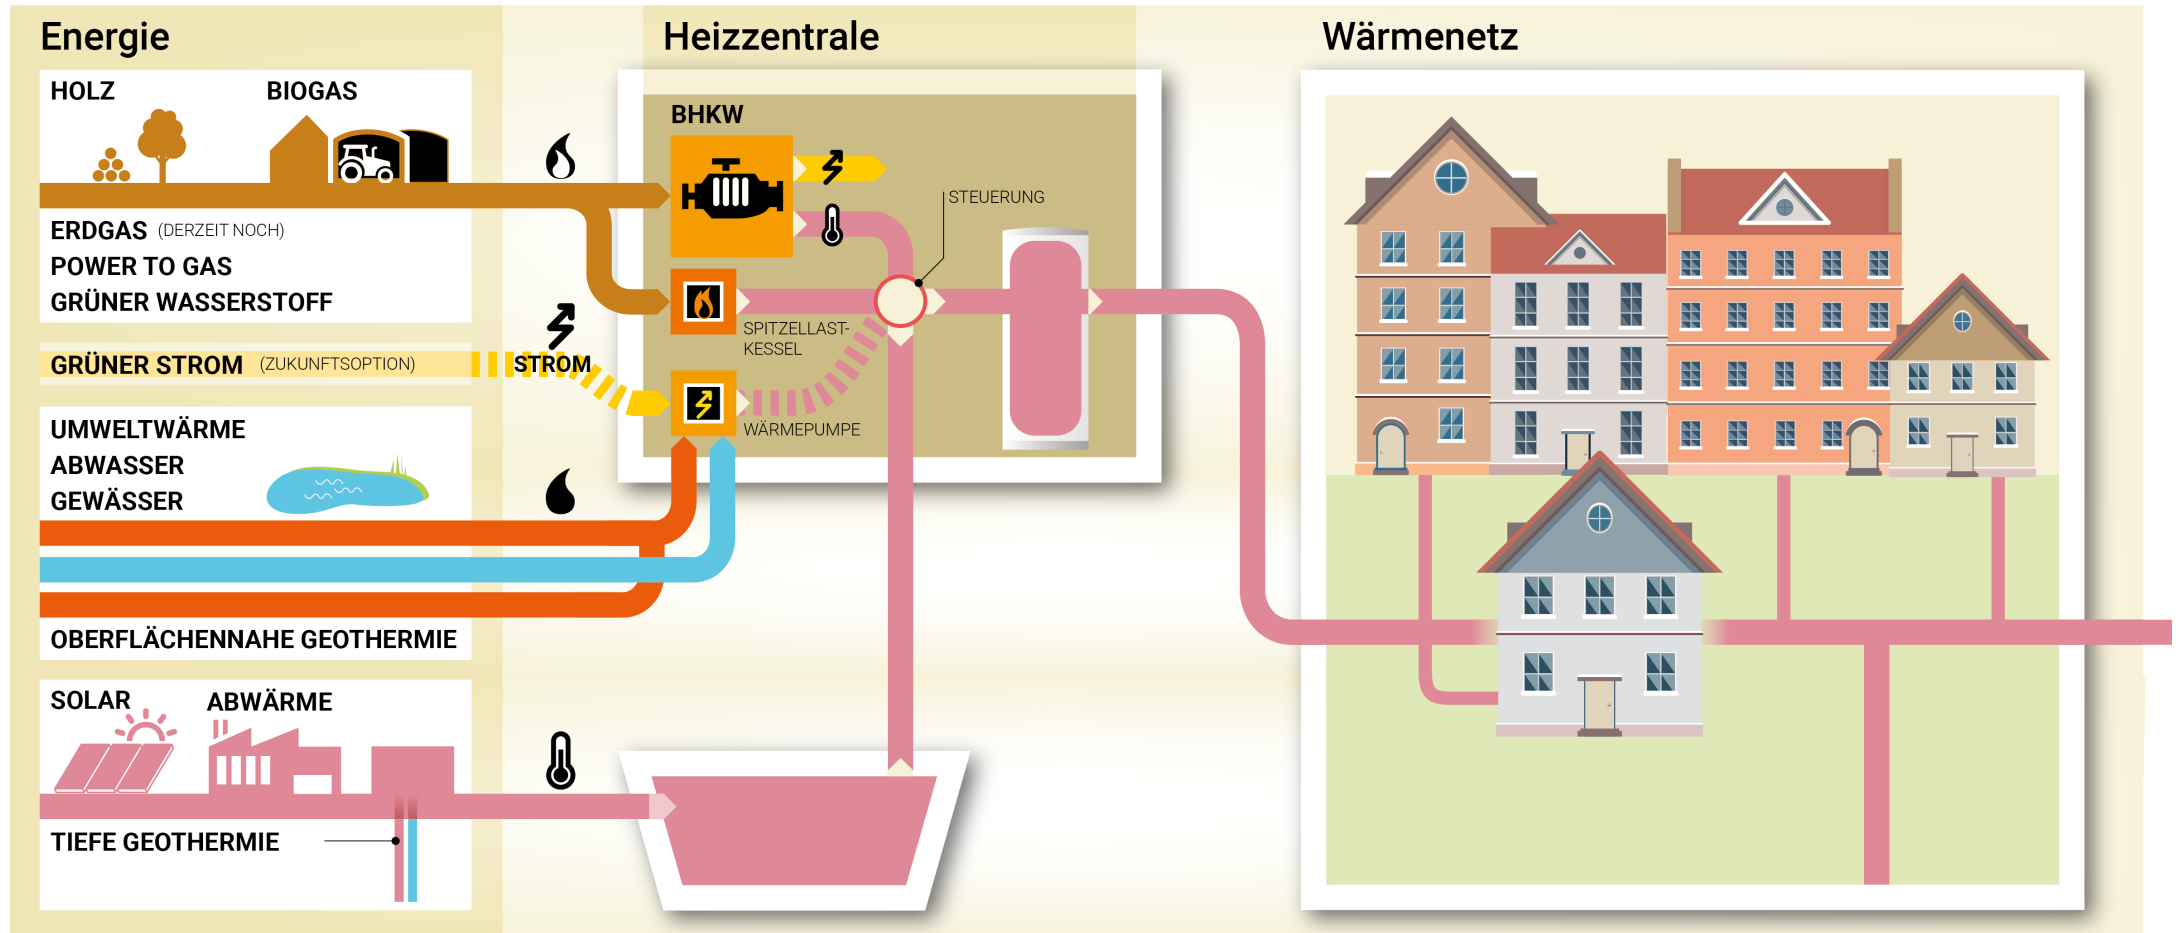 Energie
HOLZ
BIOGAS
ERDGAS (DERZEIT NOCH)
POWER TO GAS
GRÜNER WASSERSTOFF
GRÜNER STROM (ZUKUNFTSOPTION)
STROM
UMWELTWÄRME
ABWASSER
GEWÄSSER
OBERFLÄCHENNAHE GEOTHERMIE
SOLAR
ABWÄRME
TIEFE GEOTHERMIE
Heizzentrale
BHKW
STEUERUNG
SPITZELLAST-
KESSEL
WÄRMEPUMPE
Wärmenetz